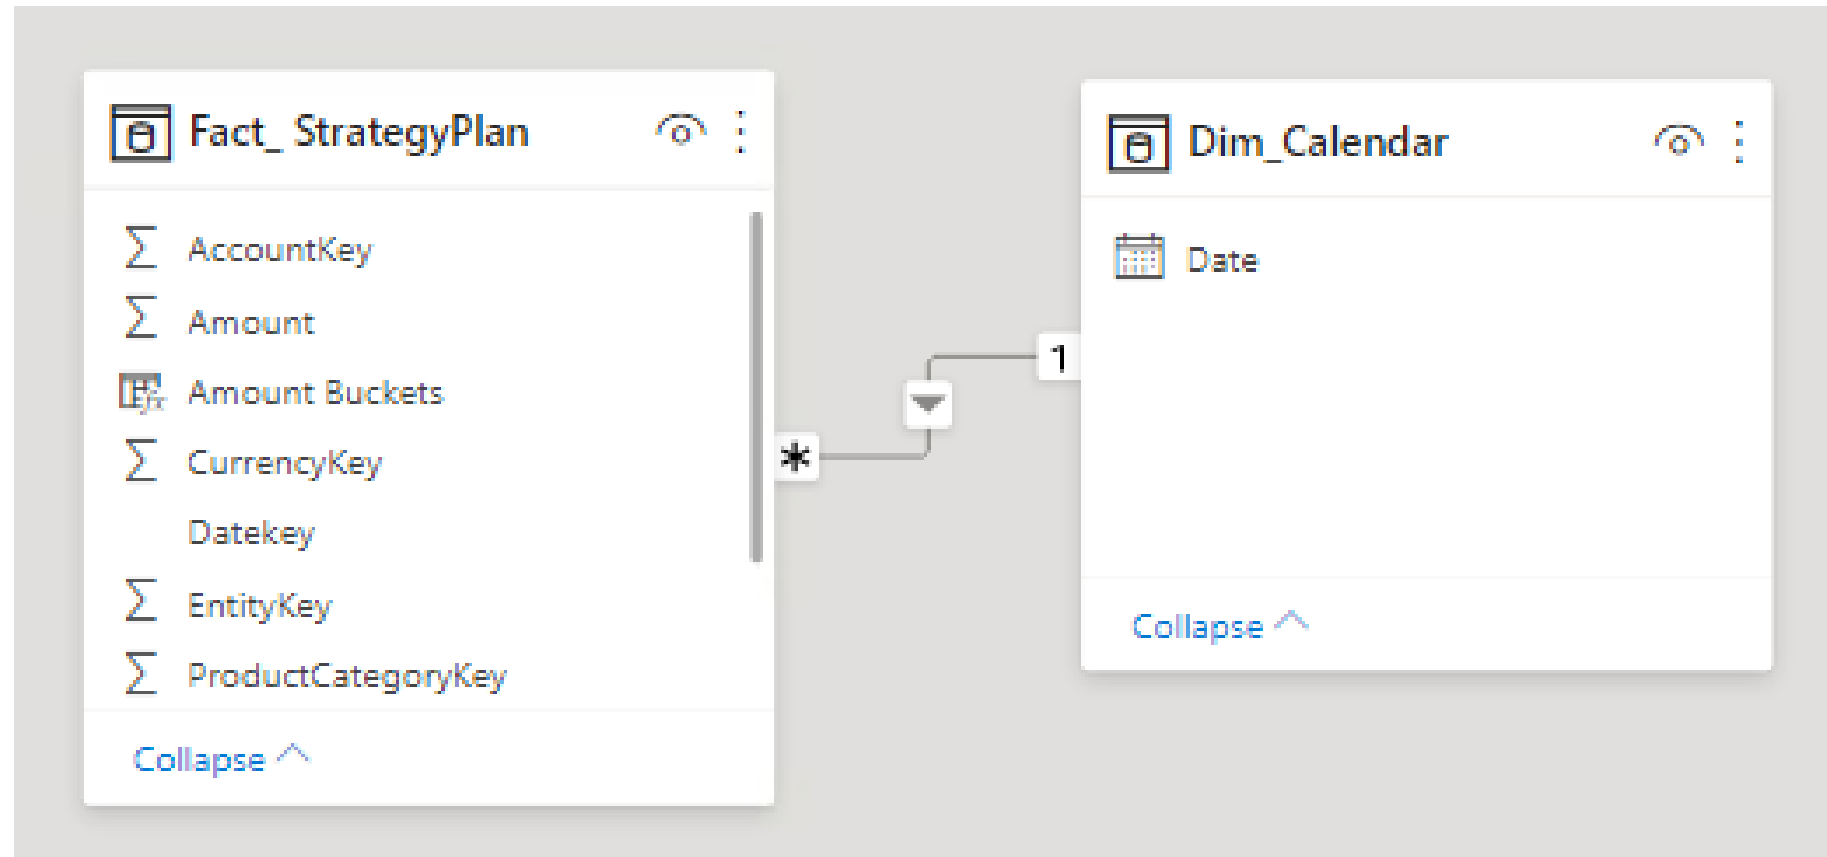 Fact_ StrategyPlan
AccountKey
Amount
Amount Buckets
CurrencyKey
Datekey
EntityKey
ProductCategoryKey
Collapse
*
1
Dim_Calendar
Date
Collapse